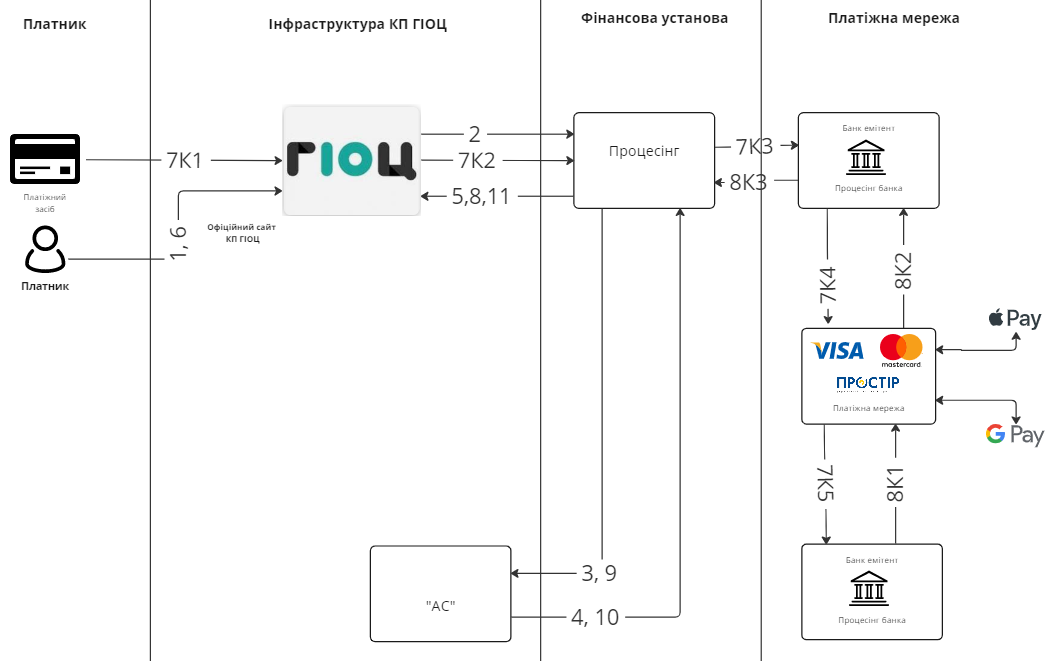 Платник
Інфраструктура КП ГІОЦ
Фінансова установа
Платіжна мережа
Платіжний
засіб
Платник
7К1
1, 6
ГІОЦ
Офіційний сайт
КП ГІОЦ
2
7К2
5,8,11
Процесінг
7К3
8К3
Банк емітент
Процесінг банка
7К4
8К2
VISA
mastercard
ПРОСТІР
Платіжна мережа
Pay
G Pay
7К5
8К1
Банк емітент
Процесінг банка
"АС"
3, 9
4, 10